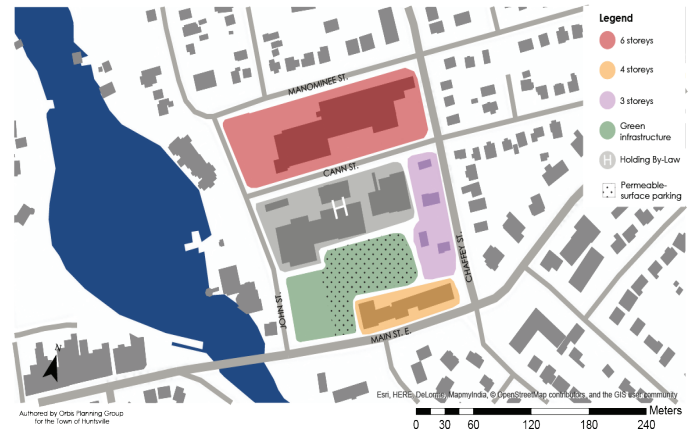 Legend
6 storeys
4 storeys
3 storeys
Green
infrastructure
H Holding By-Law
Permeable-
surface parking
MANOMINEE ST.
CANN ST.
H
CHAFFEY ST.
JOHN ST.
MAIN ST. E.
N
Esri, HERE, DeLorme, MapmyIndia, © OpenStreetMap contributors, and the GIS user community
Authored by Orbis Planning Group
for the Town of Huntsville
Meters
0 30 60 120 180 240